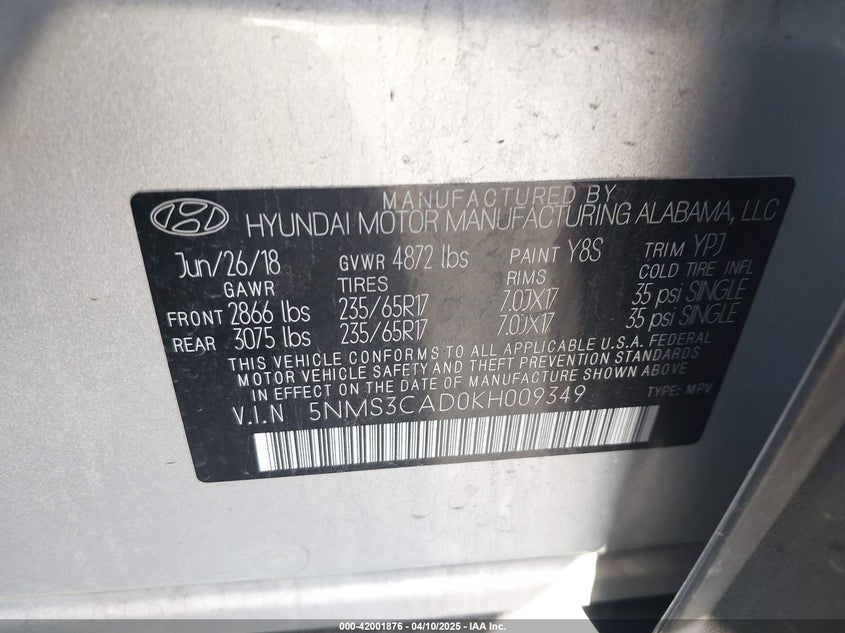 MANUFACTURED BY
HYUNDAI MOTOR MANUFACTURING ALABAMA, LLC
Jun/26/18 GVWR 4872 lbs PAINT Y8S TRIM YPJ
GAWR TIRES RIMS COLD TIRE INFL
FRONT 2866 lbs 235/65R17 7.0JX17 35 psi SINGLE
REAR 3075 lbs 235/65R17 7.0JX17 35 psi SINGLE
THIS VEHICLE CONFORMS TO ALL APPLICABLE U.S.A. FEDERAL
MOTOR VEHICLE SAFETY AND THEFT PREVENTION STANDARDS
IN EFFECT ON THE DATE OF MANUFACTURE SHOWN ABOVE
V.I.N 5NMS3CAD0KH009349 TYPE: MPV
000-42001876 - 04/10/2025 - IAA Inc.